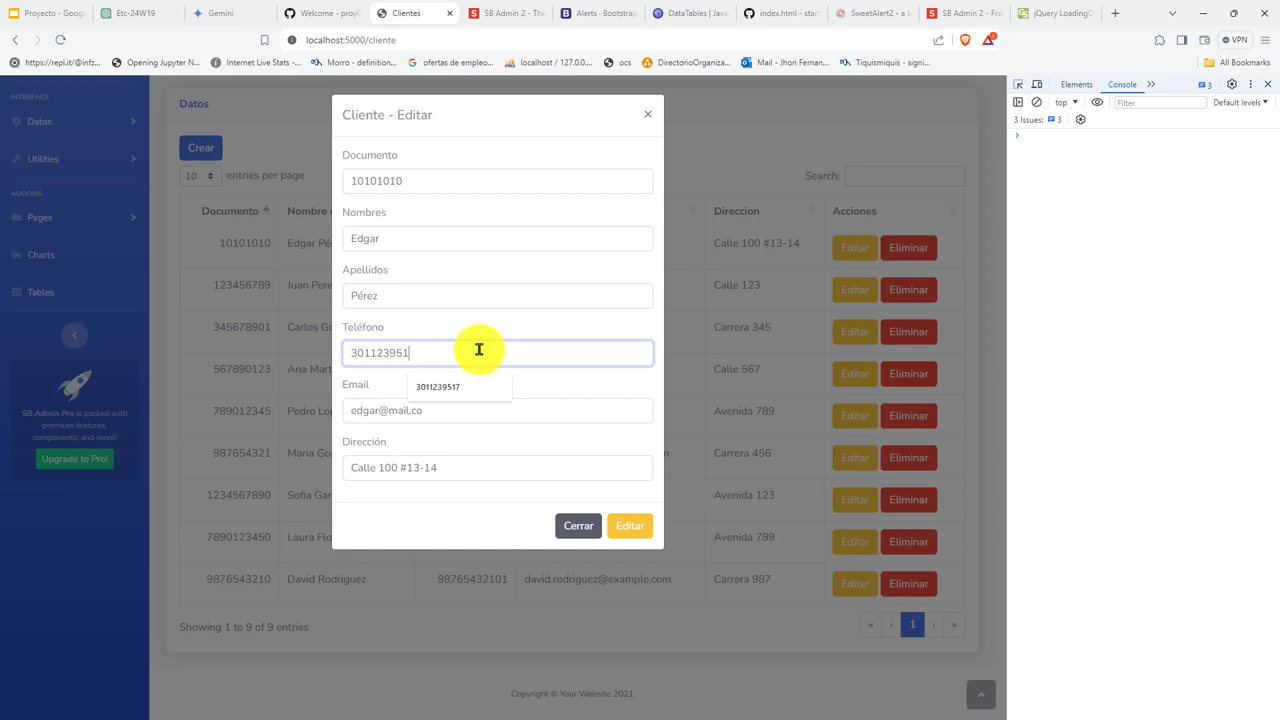 Proyecto - Googl
Etc-24W19
Gemini
Welcome - proy0
Clientes
SB Admin 2 - The
Alerts · Bootstrap
DataTables | Java
index.html - start
SweetAlert2 - a b
SB Admin 2 - Free
jQuery LoadingO
localhost:5000/cliente
VPN
https://repl.it/@infz...
Opening Jupyter N...
Internet Live Stats -...
Morro - definition...
ofertas de empleo...
localhost / 127.0.0....
ocs
DirectorioOrganiza...
Mail - Jhon Fernan...
Tiquismiquis - signi...
All Bookmarks
INTERFACE
Datos
Utilities
ADDONS
Pages
Charts
Tables
SB Admin Pro is packed with
premium features,
components, and more!
Upgrade to Pro!
Datos
Crear
10 entries per page
Search:
Documento
Nombre
Direccion
Acciones
10101010 Edgar Pé Calle 100 #13-14 Editar Eliminar
123456789 Juan Pere Calle 123 Editar Eliminar
345678901 Carlos Go Carrera 345 Editar Eliminar
567890123 Ana Mart Calle 567 Editar Eliminar
789012345 Pedro Lop Avenida 789 Editar Eliminar
987654321 Maria Go m Carrera 456 Editar Eliminar
1234567890 Sofia Gar Avenida 123 Editar Eliminar
7890123450 Laura Flo Avenida 789 Editar Eliminar
9876543210 David Rodriguez 98765432101 david.rodriguez@example.com Carrera 987 Editar Eliminar
Showing 1 to 9 of 9 entries
« ‹ 1 › »
Copyright © Your Website 2021
Cliente - Editar
×
Documento
10101010
Nombres
Edgar
Apellidos
Pérez
Teléfono
301123951
3011239517
Email
edgar@mail.co
Dirección
Calle 100 #13-14
Cerrar
Editar
Elements
Console
3
top
Filter
Default levels
3 Issues: 3